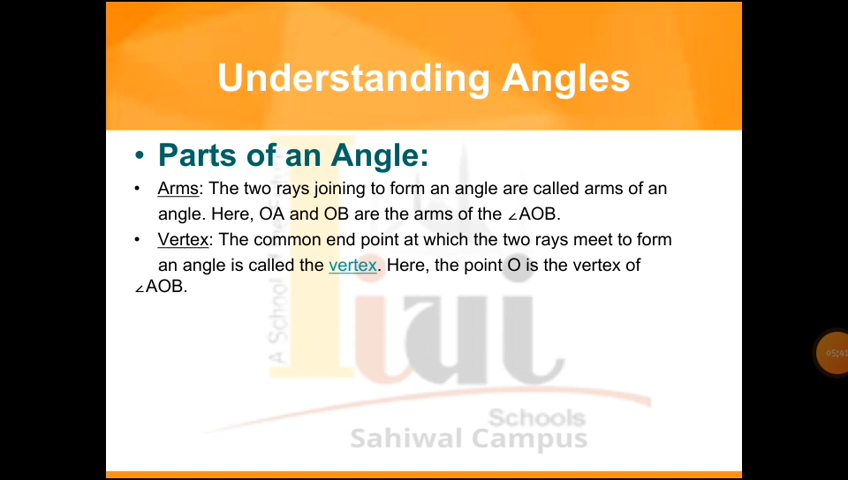 Understanding Angles
• Parts of an Angle:
• Arms: The two rays joining to form an angle are called arms of an
angle. Here, OA and OB are the arms of the ∠AOB.
• Vertex: The common end point at which the two rays meet to form
an angle is called the vertex. Here, the point O is the vertex of
∠AOB.
A School
iiui
Schools
Sahiwal Campus